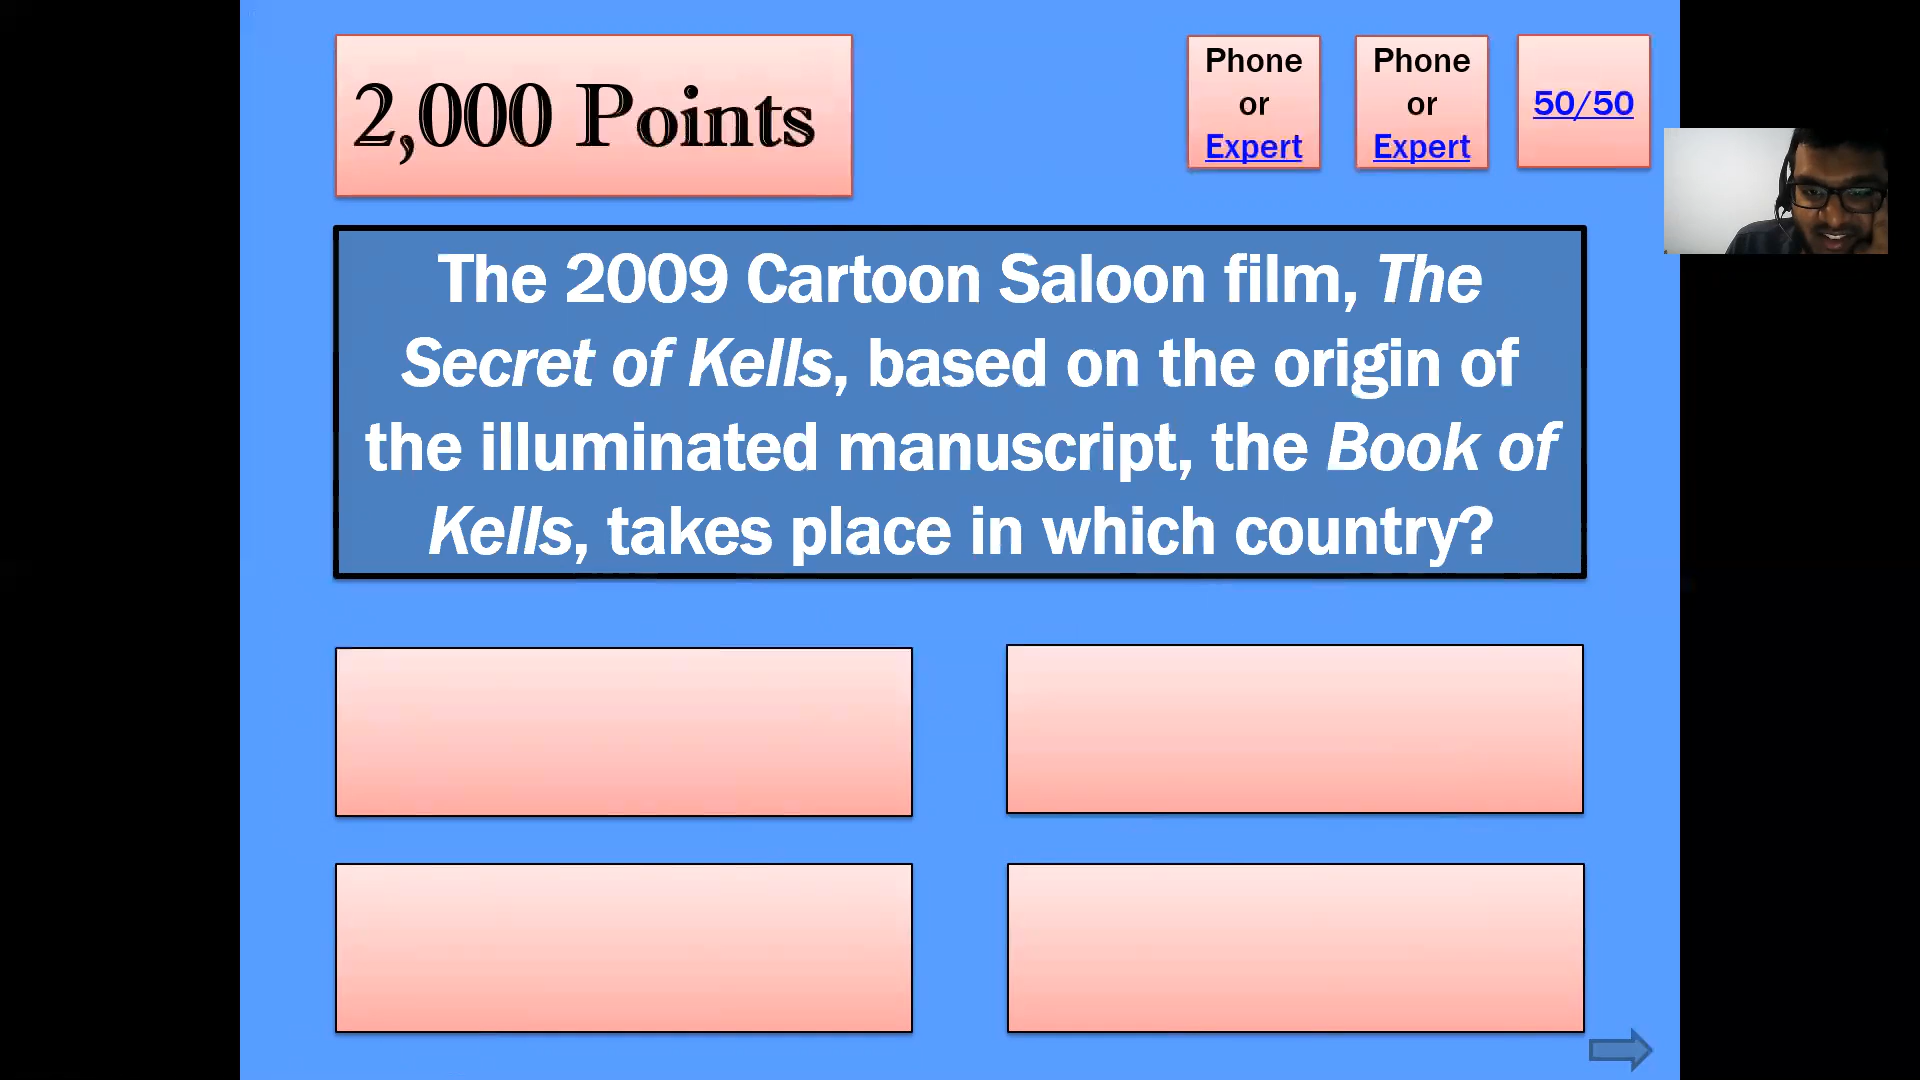 2,000 Points
Phone
or
Expert
Phone
or
Expert
50/50
The 2009 Cartoon Saloon film, The
Secret of Kells, based on the origin of
the illuminated manuscript, the Book of
Kells, takes place in which country?